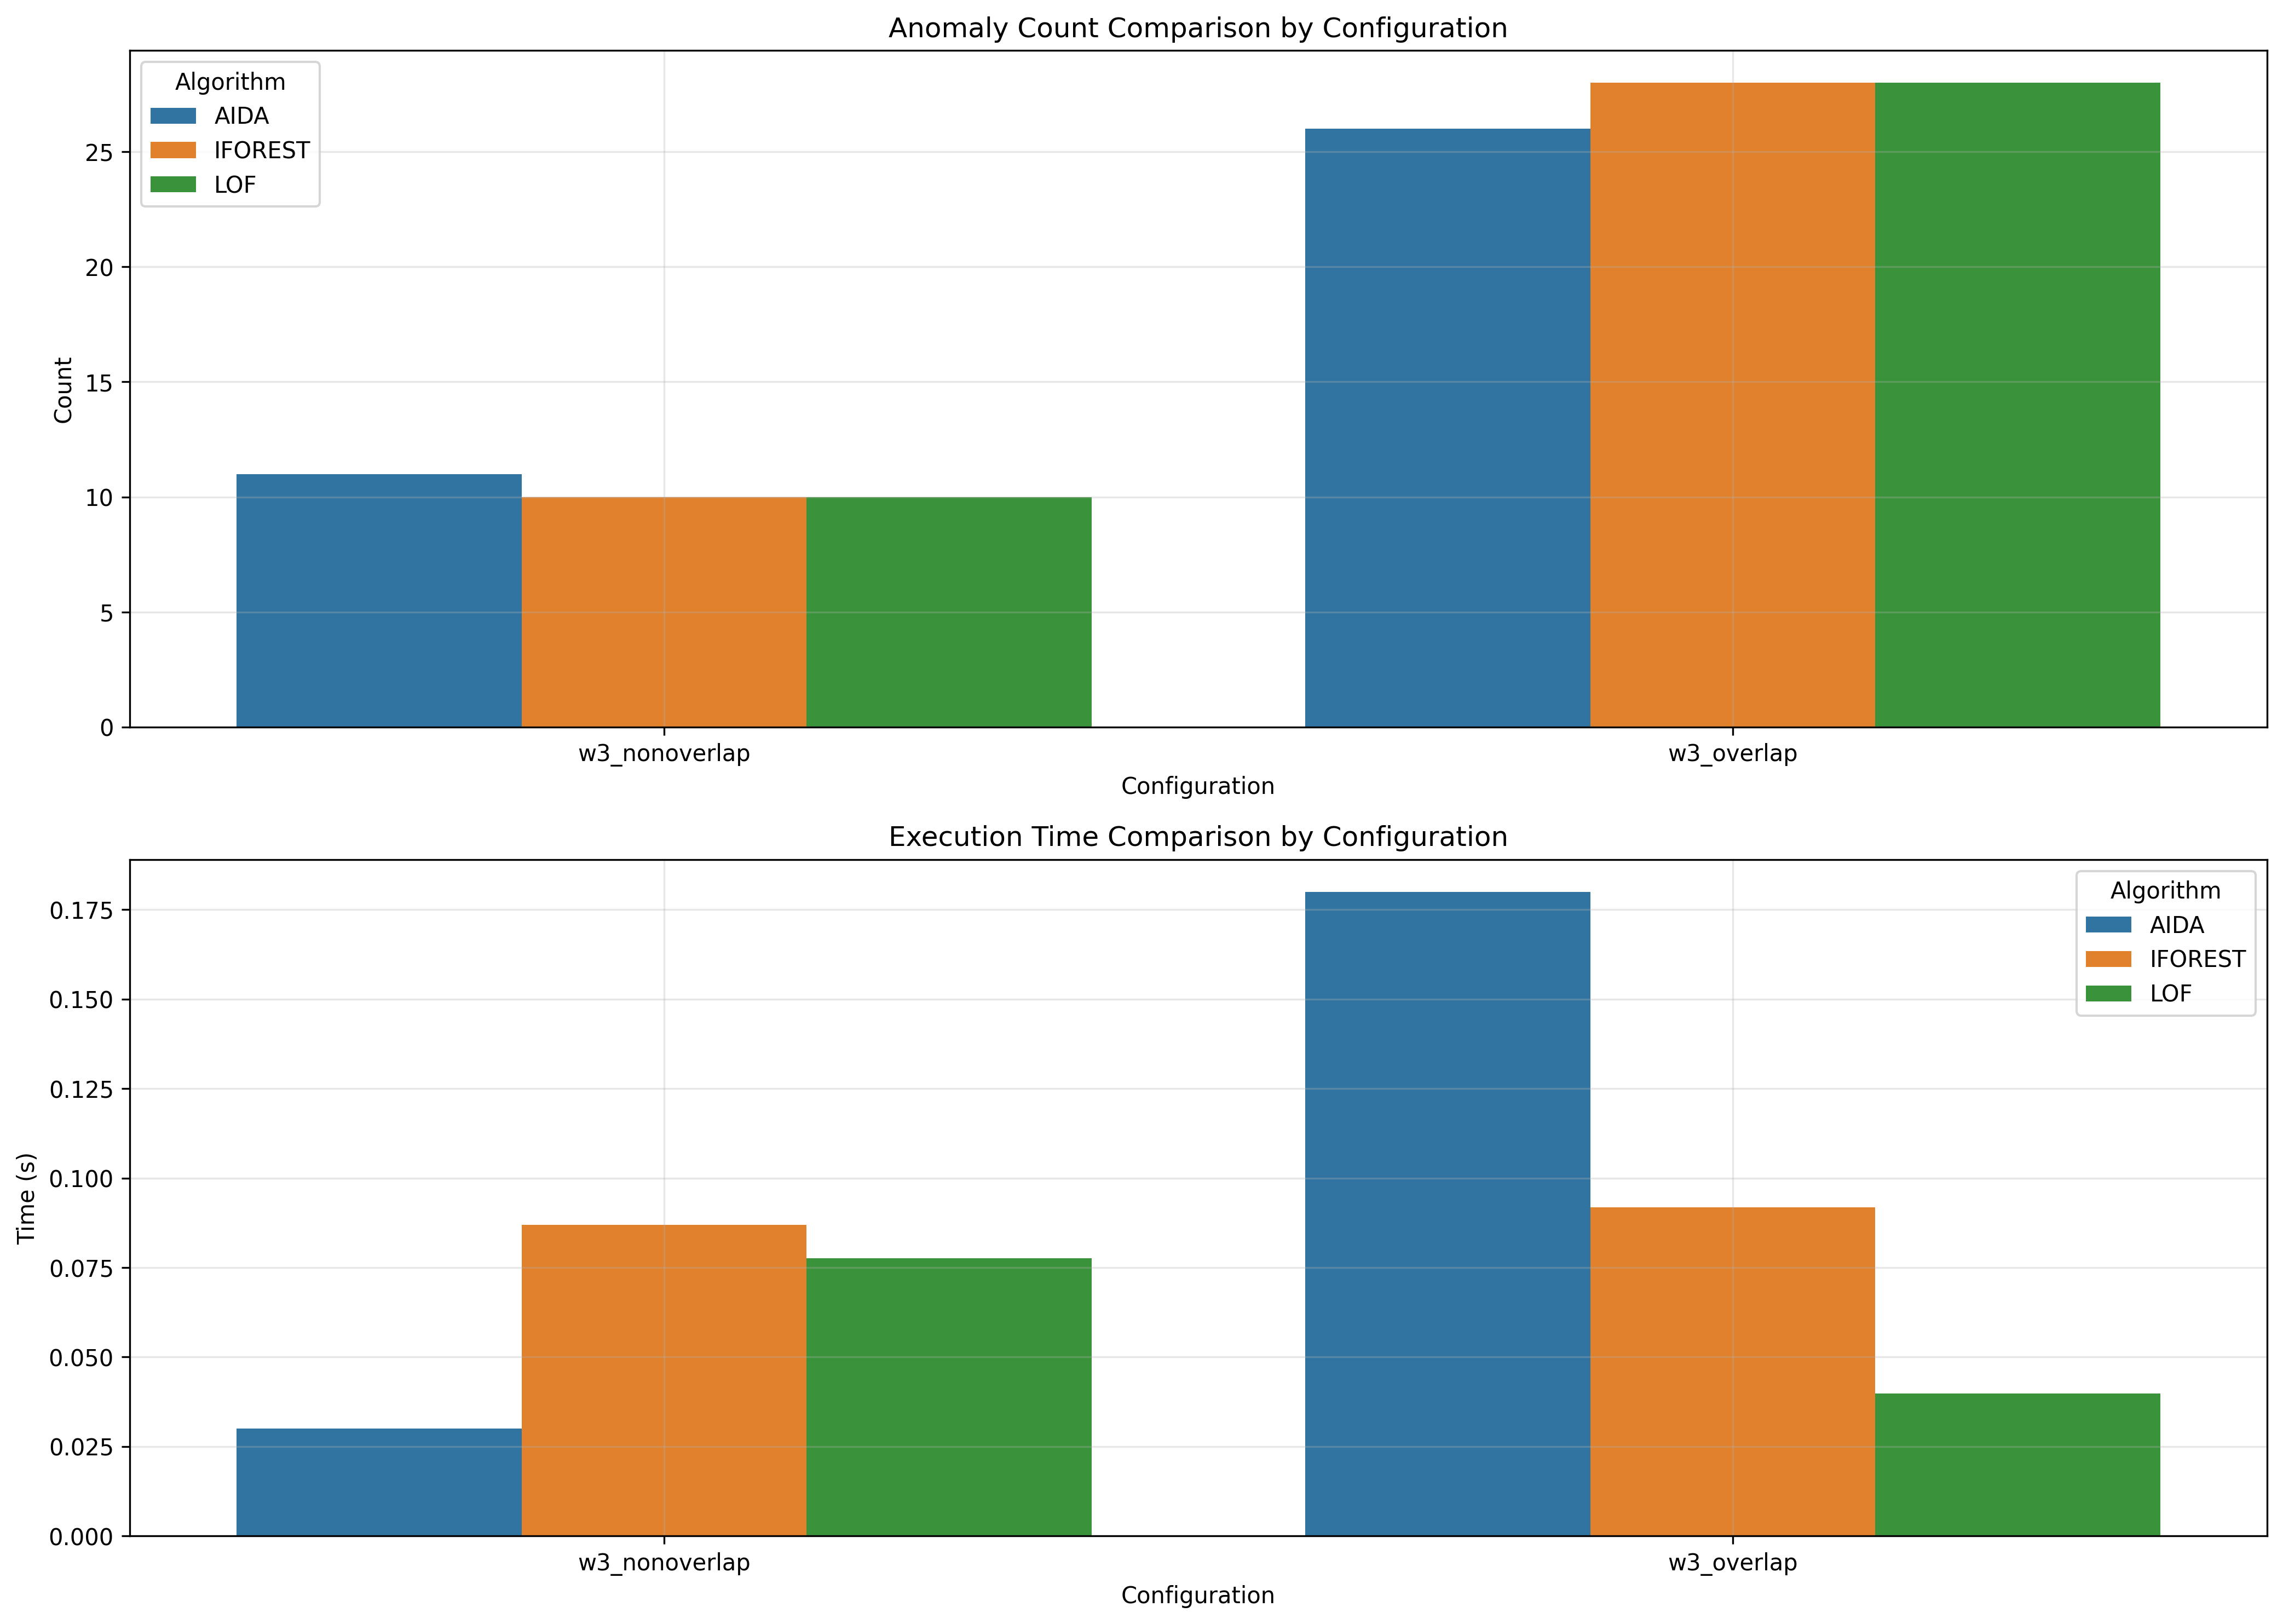 Anomaly Count Comparison by Configuration
Algorithm
AIDA
IFOREST
LOF
Count
25
20
15
10
5
0
w3_nonoverlap
w3_overlap
Configuration
Execution Time Comparison by Configuration
Algorithm
AIDA
IFOREST
LOF
Time (s)
0.175
0.150
0.125
0.100
0.075
0.050
0.025
0.000
w3_nonoverlap
w3_overlap
Configuration